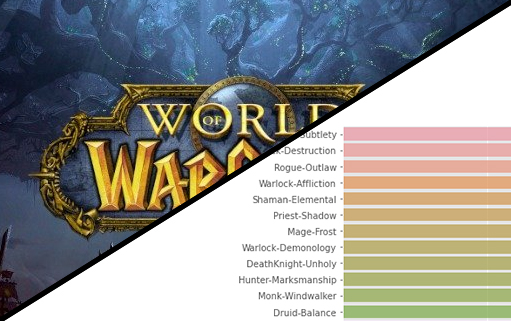 WORLD
OF
WARC
Subtlety
k-Destruction
Rogue-Outlaw
Warlock-Affliction
Shaman-Elemental
Priest-Shadow
Mage-Frost
Warlock-Demonology
DeathKnight-Unholy
Hunter-Marksmanship
Monk-Windwalker
Druid-Balance